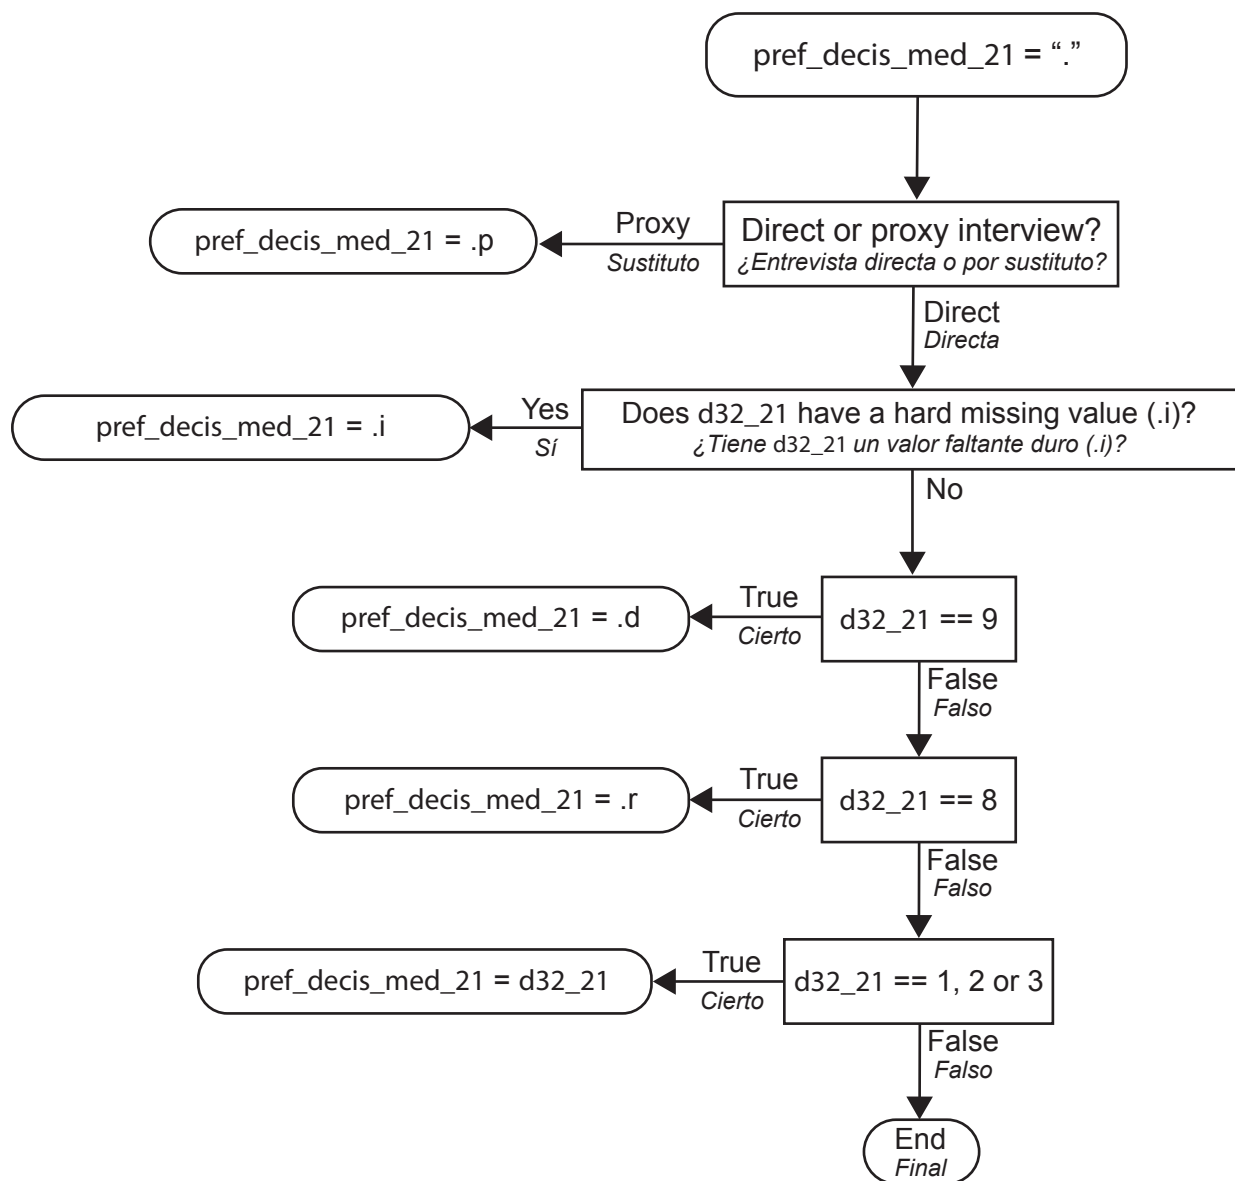 pref_decis_med_21 = “.”
Direct or proxy interview?
¿Entrevista directa o por sustituto?
Proxy
Sustituto
pref_decis_med_21 = .p
Direct
Directa
Does d32_21 have a hard missing value (.i)?
¿Tiene d32_21 un valor faltante duro (.i)?
Yes
Sí
pref_decis_med_21 = .i
No
d32_21 == 9
True
Cierto
pref_decis_med_21 = .d
False
Falso
d32_21 == 8
True
Cierto
pref_decis_med_21 = .r
False
Falso
d32_21 == 1, 2 or 3
True
Cierto
pref_decis_med_21 = d32_21
False
Falso
End
Final